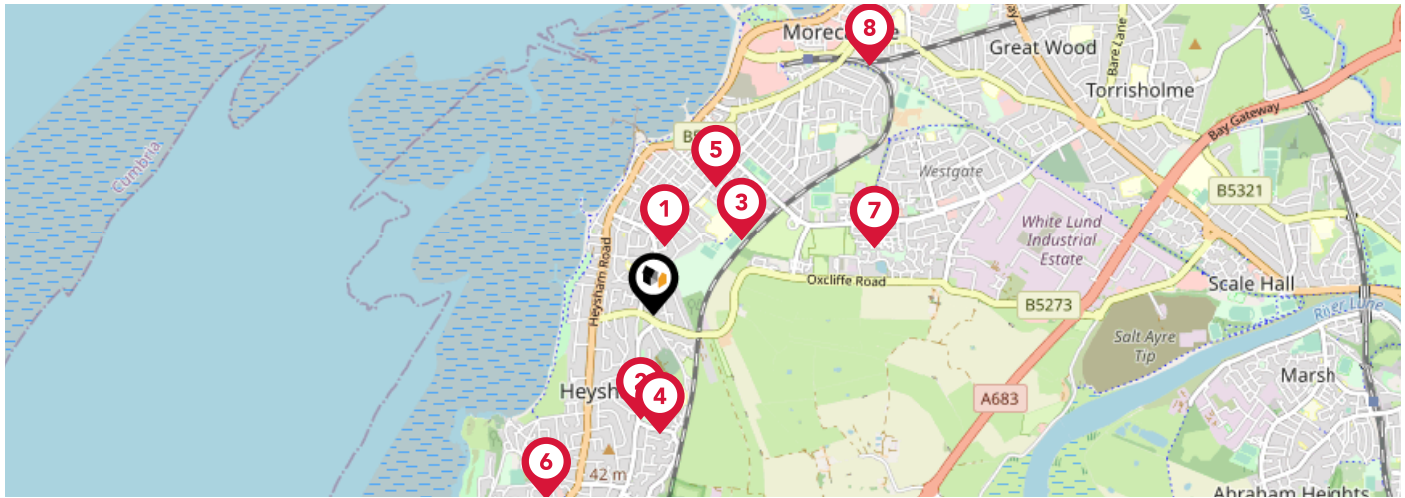 Cumbria
8
Great Wood
Bare Lane
Torrisholme
Bay Gateway
5
Westgate
B5321
1
3
7
White Lund
Industrial
Estate
Heysham Road
Oxcliffe Road
B5273
Scale Hall
River Lune
Salt Ayre
Tip
2
4
A683
Marsh
6
42 m
Abraham Heights